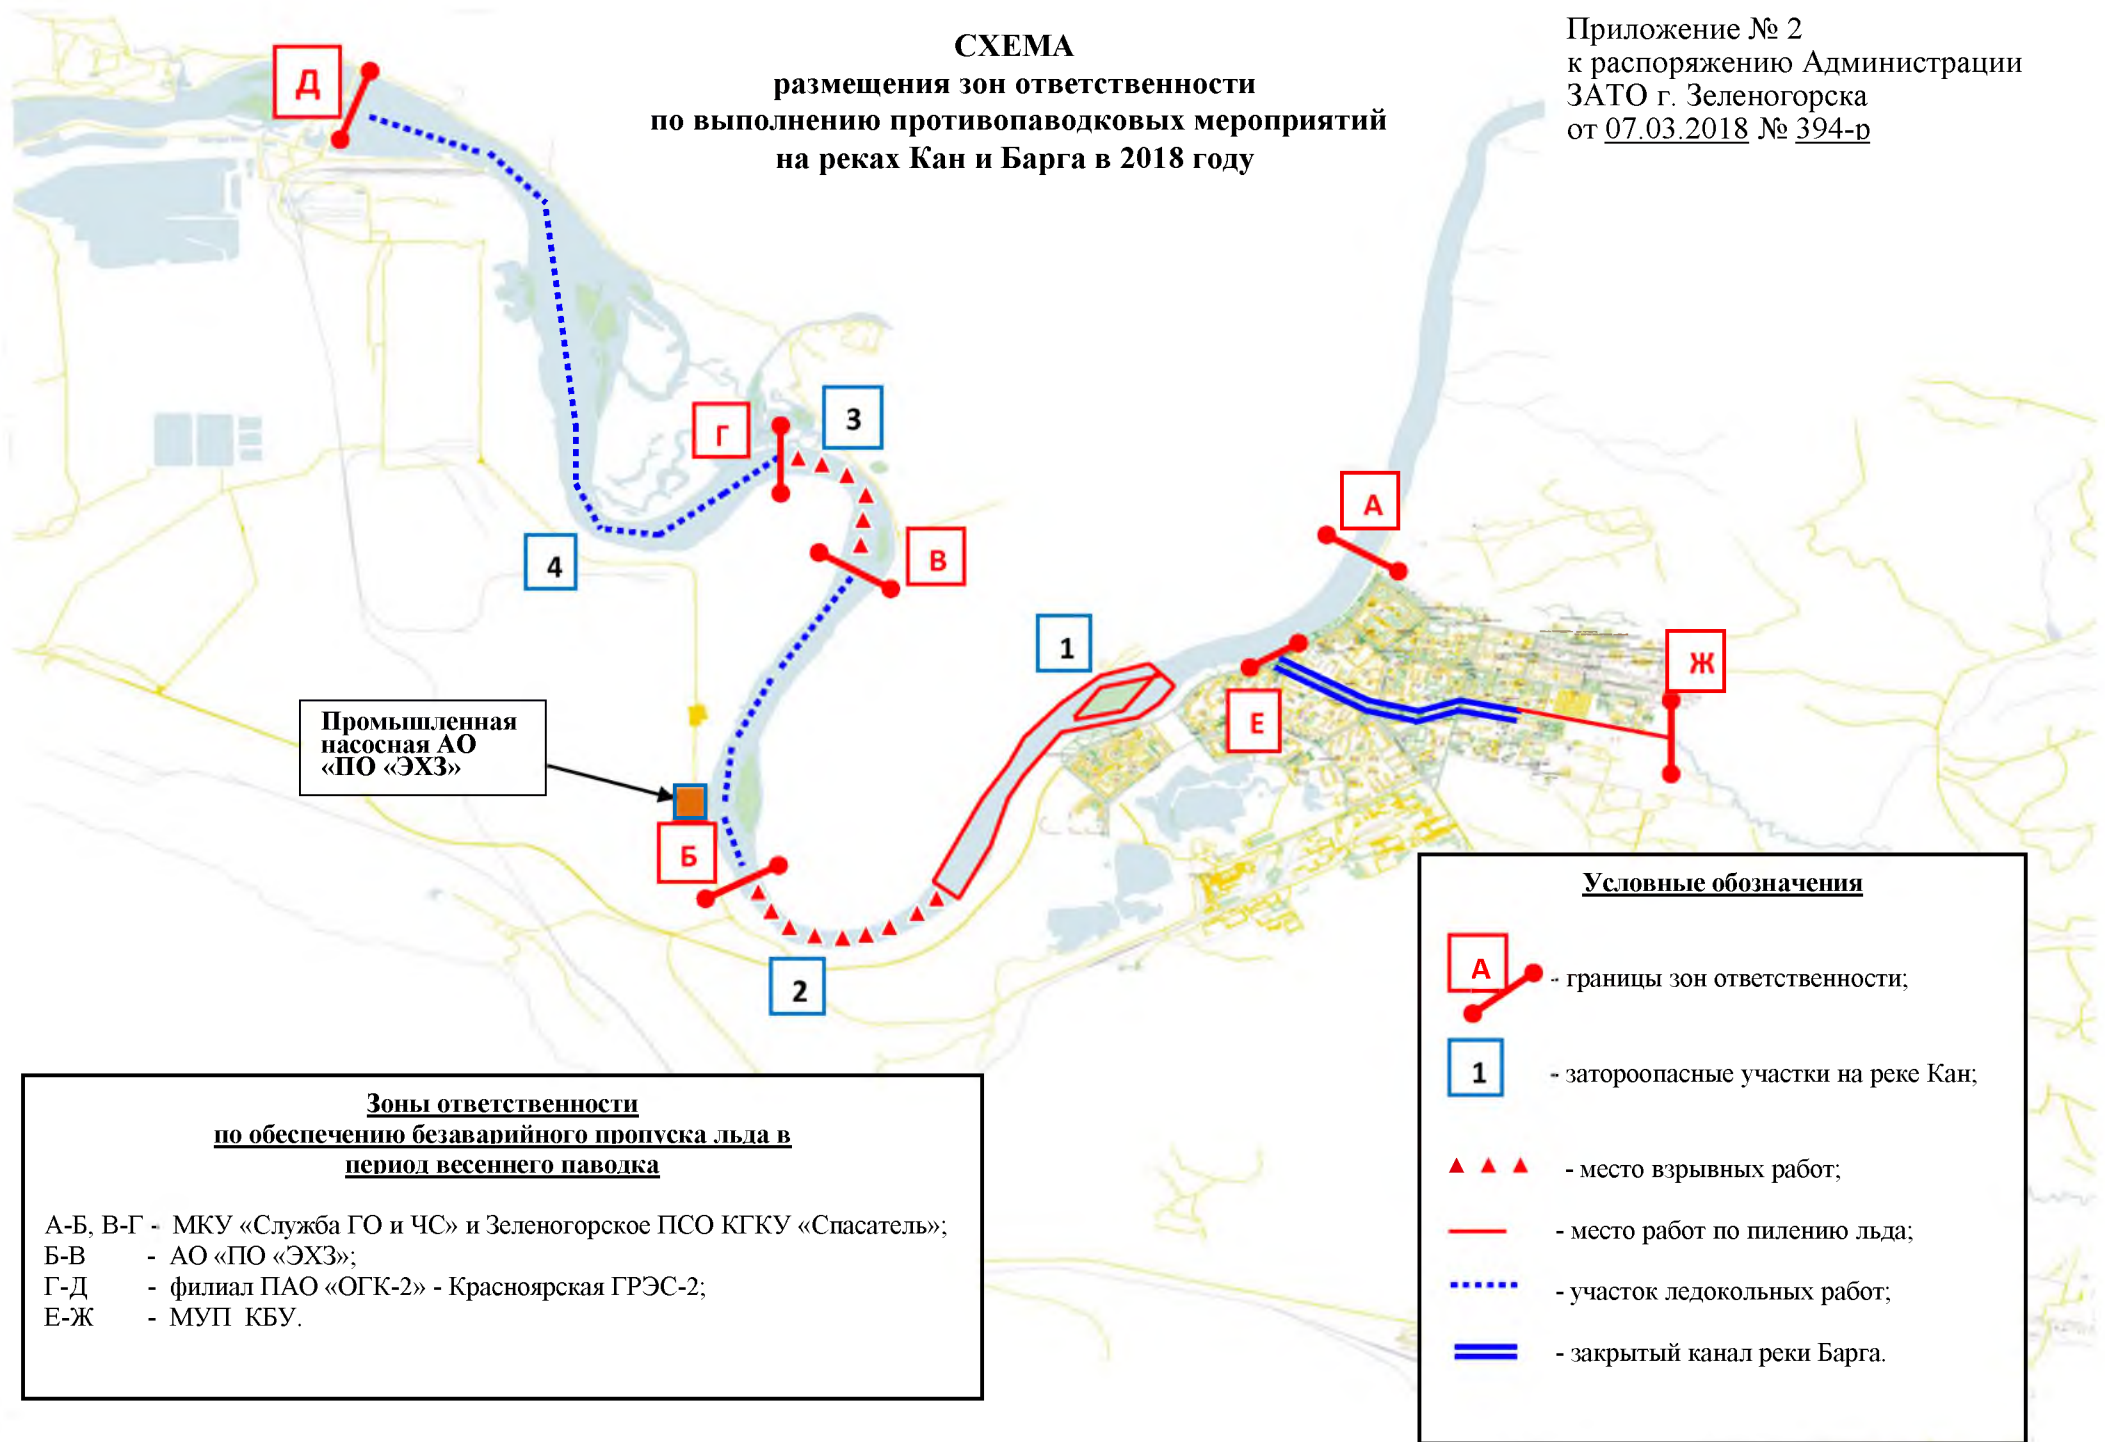 СХЕМА
размещения зон ответственности
по выполнению противопаводковых мероприятий
на реках Кан и Барга в 2018 году
Приложение № 2
к распоряжению Администрации
ЗАТО г. Зеленогорска
от 07.03.2018 № 394-р
Д
Г
3
А
4
В
1
Ж
Е
Промышленная
насосная АО
«ПО «ЭХЗ»
Б
2
Условные обозначения
А - границы зон ответственности;
1 - затороопасные участки на реке Кан;
- место взрывных работ;
- место работ по пилению льда;
- участок ледокольных работ;
- закрытый канал реки Барга.
Зоны ответственности
по обеспечению безаварийного пропуска льда в
период весеннего паводка
А-Б, В-Г - МКУ «Служба ГО и ЧС» и Зеленогорское ПСО КГКУ «Спасатель»;
Б-В - АО «ПО «ЭХЗ»;
Г-Д - филиал ПАО «ОГК-2» - Красноярская ГРЭС-2;
Е-Ж - МУП КБУ.